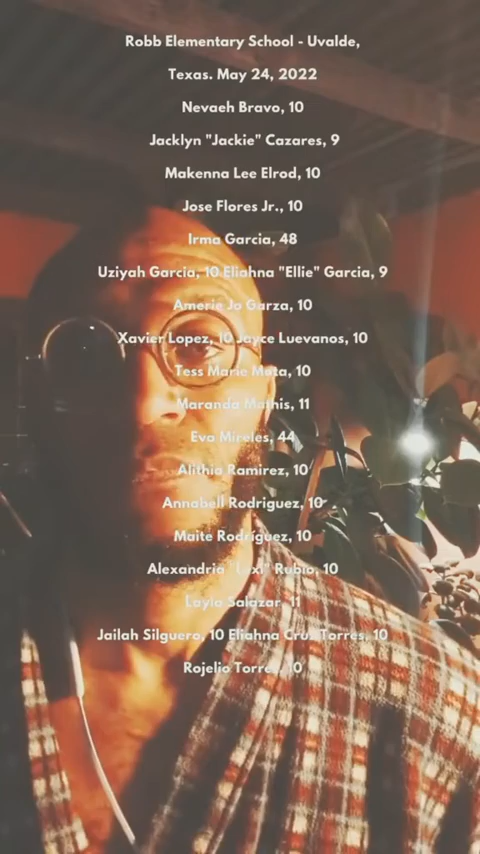 Robb Elementary School - Uvalde,
Texas. May 24, 2022
Nevaeh Bravo, 10
Jacklyn "Jackie" Cazares, 9
Makenna Lee Elrod, 10
Jose Flores Jr., 10
Irma Garcia, 48
Uziyah Garcia, 10 Eliahna "Ellie" Garcia, 9
Amerie Jo Garza, 10
Xavier Lopez, 10 Jayce Luevanos, 10
Tess Marie Mata, 10
Maranda Mathis, 11
Eva Mireles, 44
Alithia Ramirez, 10
Annabell Rodriguez, 10
Maite Rodriguez, 10
Alexandria "Lexi" Rubio, 10
Layla Salazar, 11
Jailah Silguero, 10 Eliahna Cruz Torres, 10
Rojelio Torres, 10